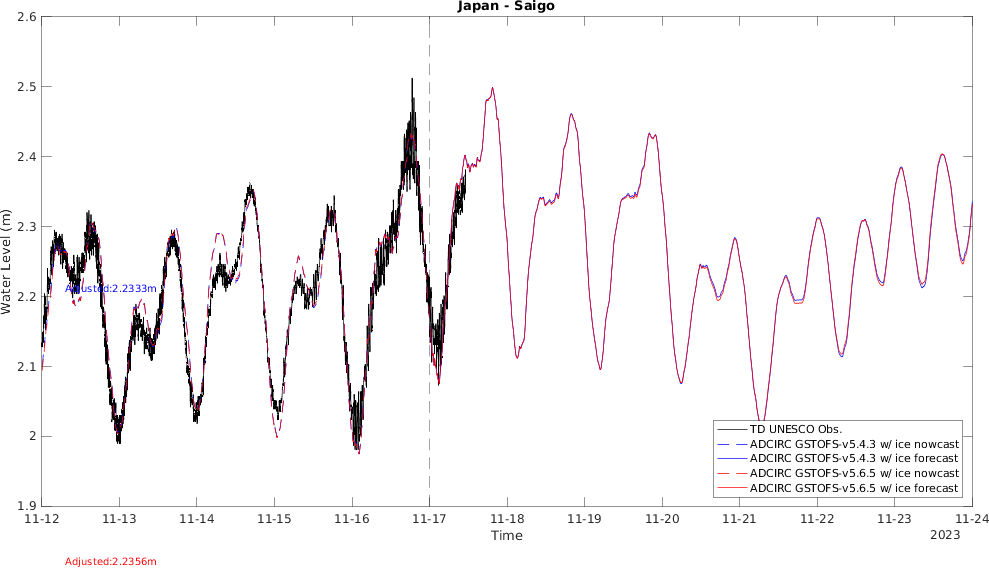 Japan - Saigo
Water Level (m)
2.6
2.5
2.4
2.3
2.2
2.1
2
1.9
Adjusted:2.2333m
TD UNESCO Obs.
ADCIRC GSTOFS-v5.4.3 w/ ice nowcast
ADCIRC GSTOFS-v5.4.3 w/ ice forecast
ADCIRC GSTOFS-v5.6.5 w/ ice nowcast
ADCIRC GSTOFS-v5.6.5 w/ ice forecast
11-12 11-13 11-14 11-15 11-16 11-17 11-18 11-19 11-20 11-21 11-22 11-23 11-24
Time
2023
Adjusted:2.2356m